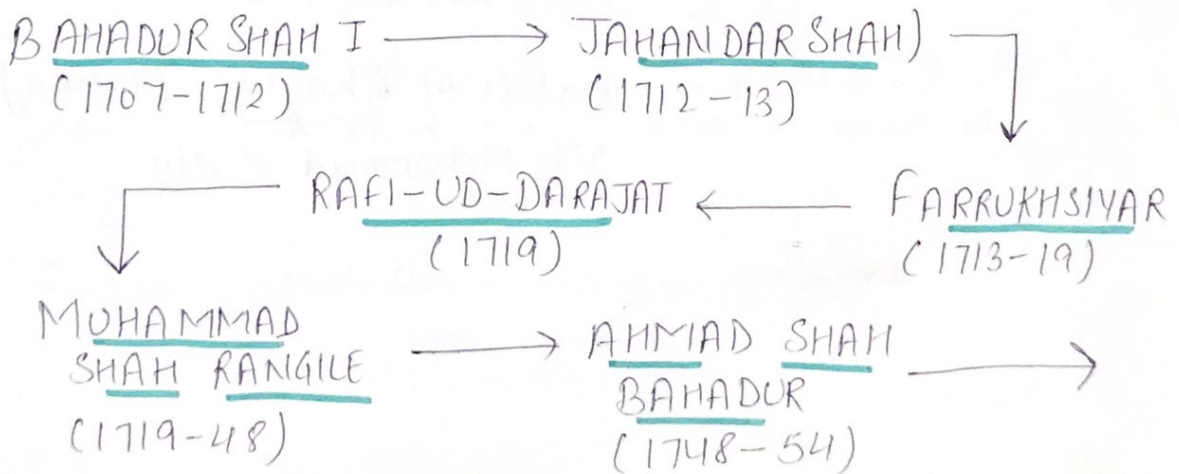 BAHADUR SHAH I → JAHANDAR SHAH)
(1707-1712) (1712-13)
RAFI-UD-DARAJAT ← FARRUKHSIYAR
(1719) (1713-19)
MUHAMMAD
SHAH RANGILE → AHMAD SHAH
BAHADUR →
(1719-48) (1748-54)